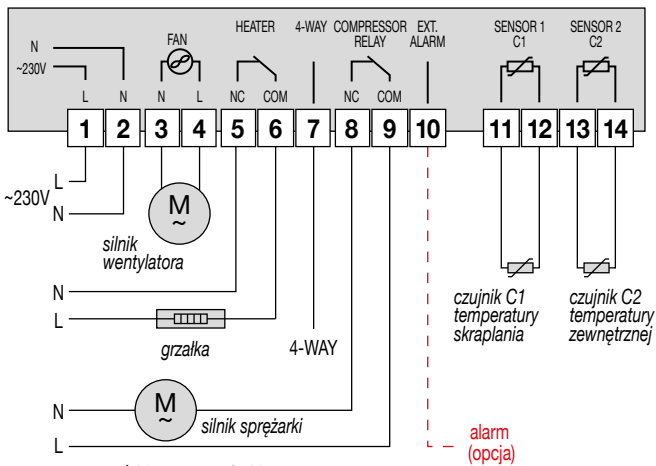 HEATER 4-WAY COMPRESSOR RELAY EXT. ALARM SENSOR 1 C1 SENSOR 2 C2
FAN
N
~230V
L N N L NC COM NC COM
1 2 3 4 5 6 7 8 9 10 11 12 13 14
L
~230V
N
M
~
silnik
wentylatora
N
L
grzałka
4-WAY
czujnik C1
temperatury
skraplania
czujnik C2
temperatury
zewnętrznej
N
M
~
silnik sprężarki
L
alarm
(opcja)